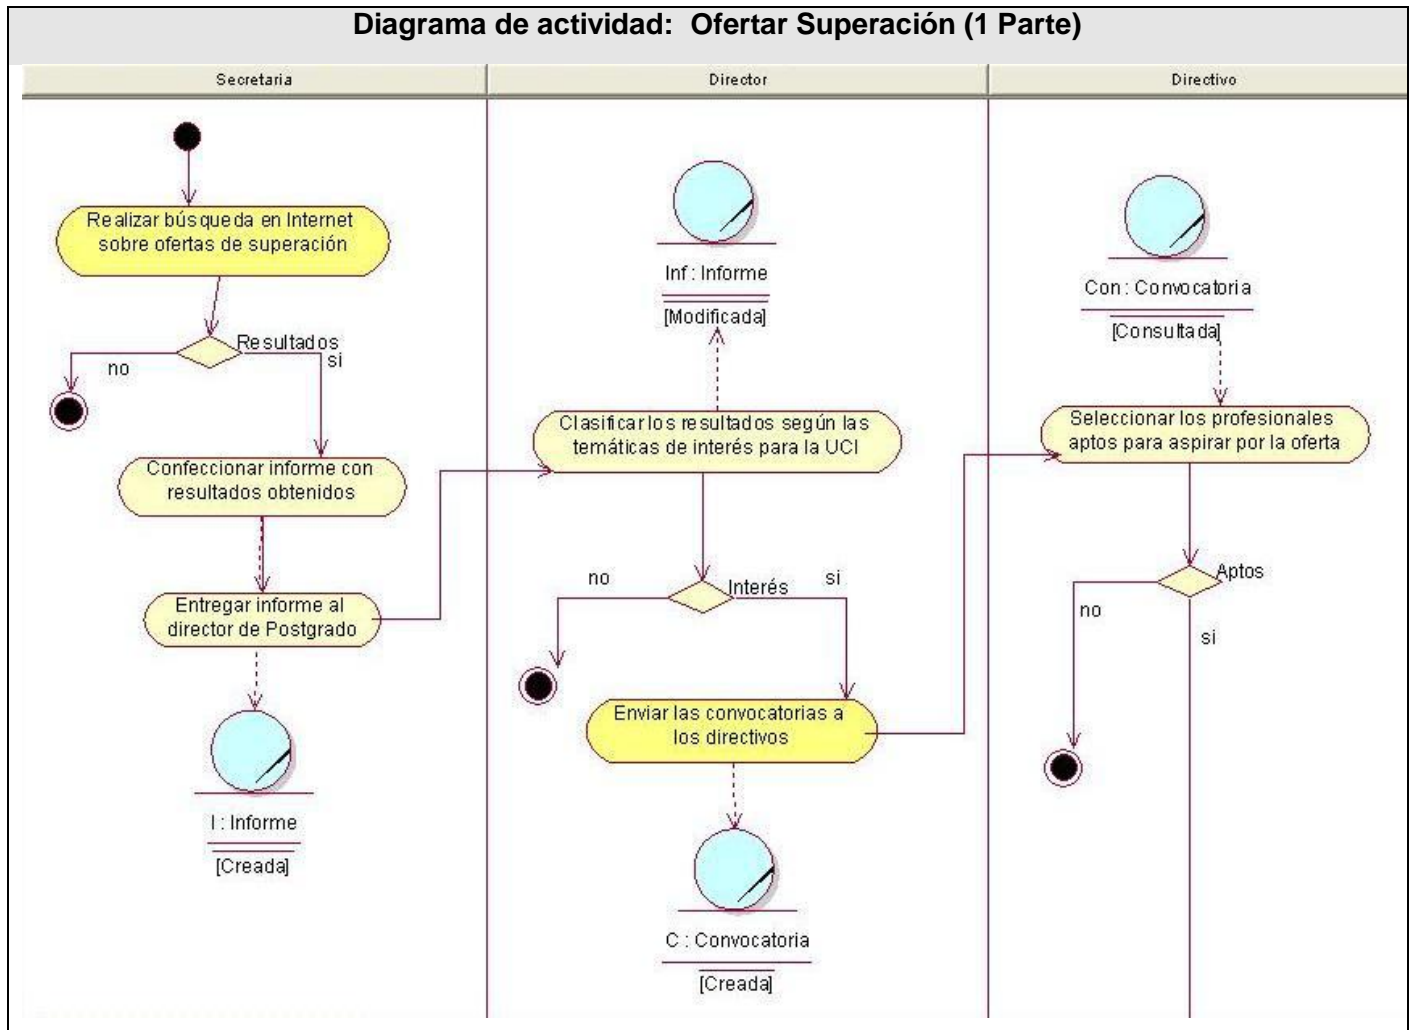 Diagrama de actividad:  Ofertar Superación (1 Parte)
Secretaria
Director
Directivo
Realizar búsqueda en Internet
sobre ofertas de superación
Resultados
no
si
Confeccionar informe con
resultados obtenidos
Entregar informe al
director de Postgrado
I : Informe
[Creada]
Inf : Informe
[Modificada]
Clasificar los resultados según las
temáticas de interés para la UCI
no
Interés
si
Enviar las convocatorias a
los directivos
C : Convocatoria
[Creada]
Con : Convocatoria
[Consultada]
Seleccionar los profesionales
aptos para aspirar por la oferta
Aptos
no
si